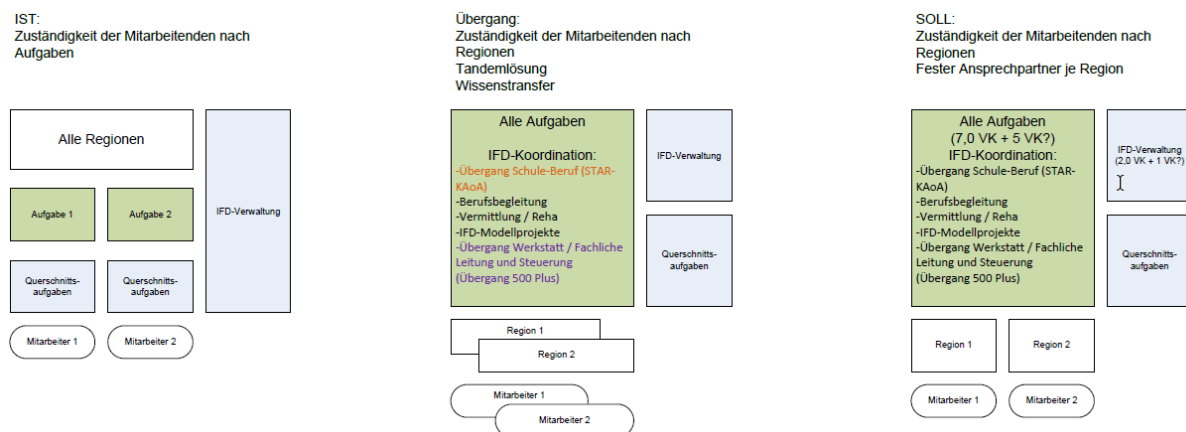 IST:
Zuständigkeit der Mitarbeitenden nach
Aufgaben
Alle Regionen
Aufgabe 1
Aufgabe 2
Querschnitts-
aufgaben
Querschnitts-
aufgaben
IFD-Verwaltung
Mitarbeiter 1
Mitarbeiter 2
Übergang:
Zuständigkeit der Mitarbeitenden nach
Regionen
Tandemlösung
Wissenstransfer
Alle Aufgaben
IFD-Koordination:
-Übergang Schule-Beruf (STAR-
KAoA)
-Berufsbegleitung
-Vermittlung / Reha
-IFD-Modellprojekte
-Übergang Werkstatt / Fachliche
Leitung und Steuerung
(Übergang 500 Plus)
IFD-Verwaltung
Querschnitts-
aufgaben
Region 1
Region 2
Mitarbeiter 1
Mitarbeiter 2
SOLL:
Zuständigkeit der Mitarbeitenden nach
Regionen
Fester Ansprechpartner je Region
Alle Aufgaben
(7,0 VK + 5 VK?)
IFD-Koordination:
-Übergang Schule-Beruf (STAR-
KAoA)
-Berufsbegleitung
-Vermittlung / Reha
-IFD-Modellprojekte
-Übergang Werkstatt / Fachliche
Leitung und Steuerung
(Übergang 500 Plus)
IFD-Verwaltung
(2,0 VK + 1 VK?)
Querschnitts-
aufgaben
Region 1
Region 2
Mitarbeiter 1
Mitarbeiter 2